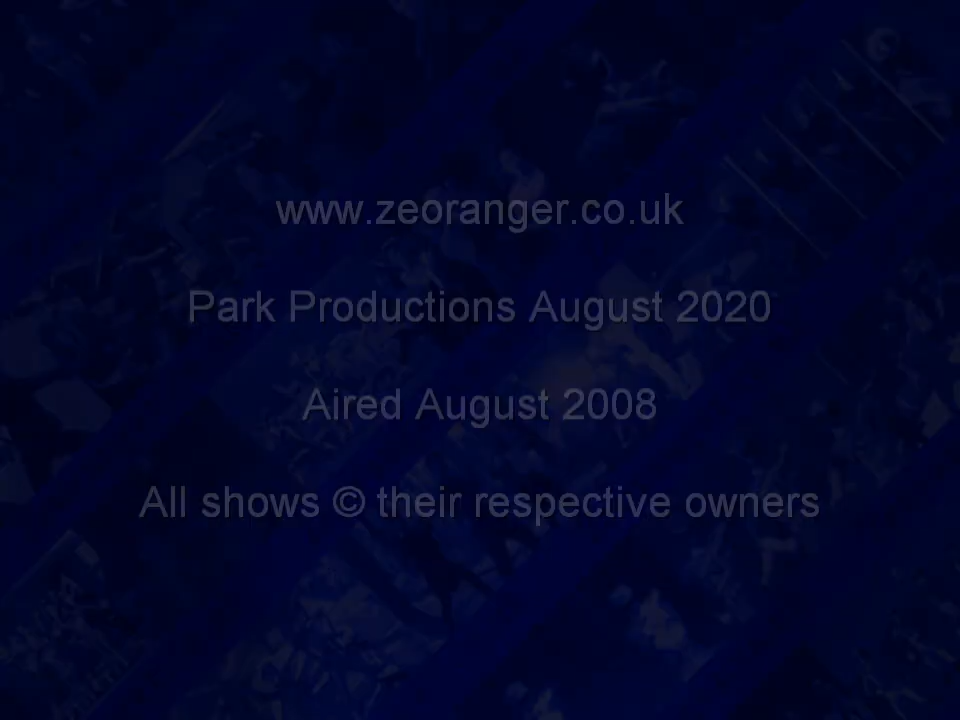 www.zeoranger.co.uk
Park Productions August 2020
Aired August 2008
All shows © their respective owners